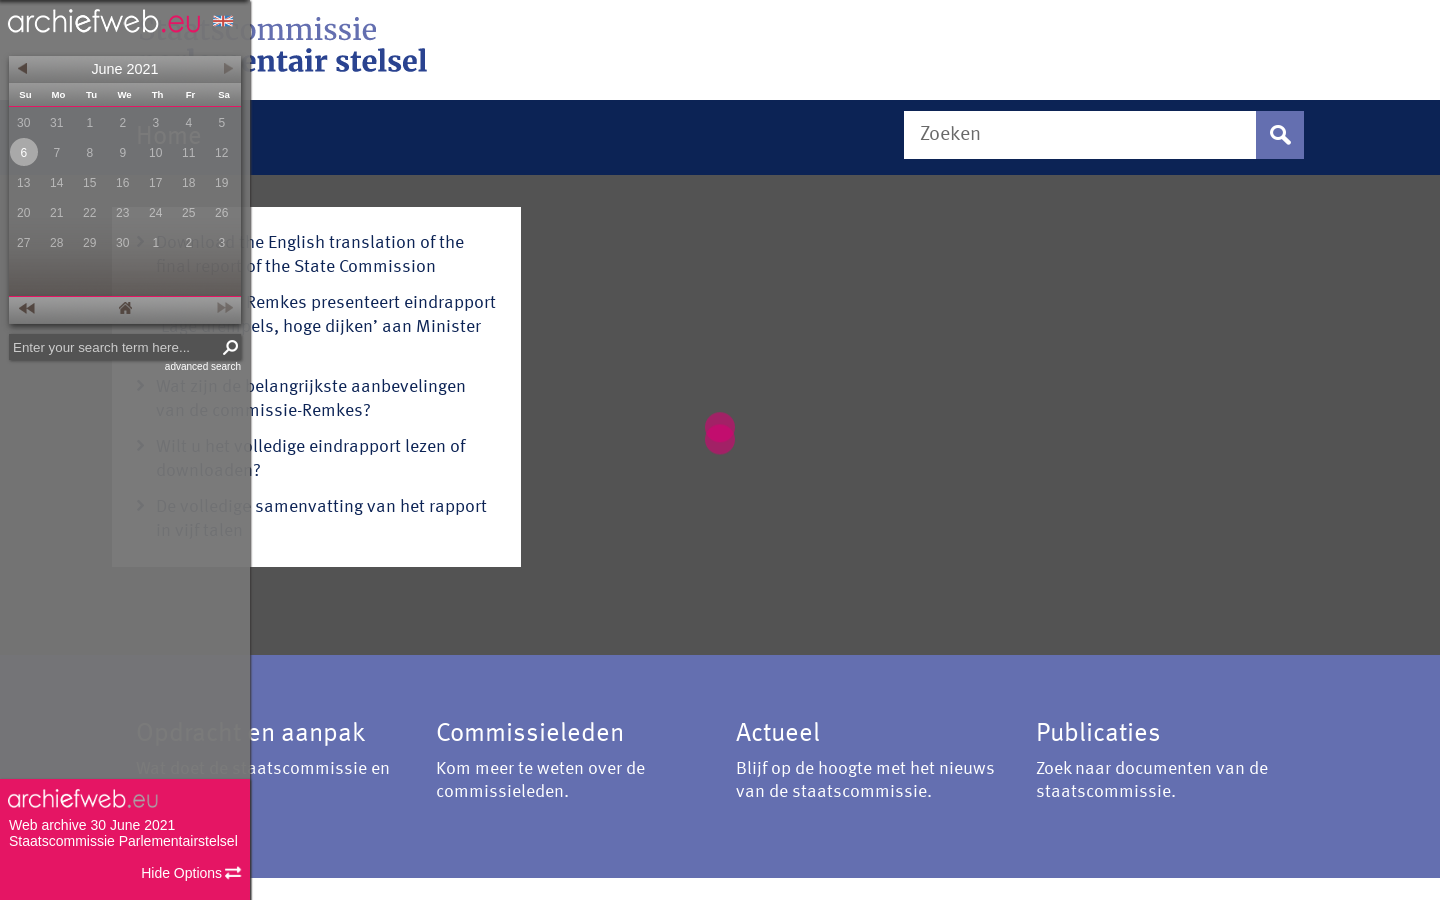 archiefweb.eu
Staatscommissie
parlementair stelsel
June 2021
Su Mo Tu We Th Fr Sa
30 31 1 2 3 4 5
6 7 8 9 10 11 12
13 14 15 16 17 18 19
20 21 22 23 24 25 26
27 28 29 30 1 2 3
Enter your search term here...
advanced search
Home
Zoeken
Download the English translation of the
final report of the State Commission
Remkes presenteert eindrapport
hoge dijken’ aan Minister
Wat zijn de belangrijkste aanbevelingen
van de commissie-Remkes?
Wilt u het volledige eindrapport lezen of
downloaden?
De volledige samenvatting van het rapport
in vijf talen
Opdracht en aanpak
Wat doet de staatscommissie en
Commissieleden
Kom meer te weten over de
commissieleden.
Actueel
Blijf op de hoogte met het nieuws
van de staatscommissie.
Publicaties
Zoek naar documenten van de
staatscommissie.
archiefweb.eu
Web archive 30 June 2021
Staatscommissie Parlementairstelsel
Hide Options